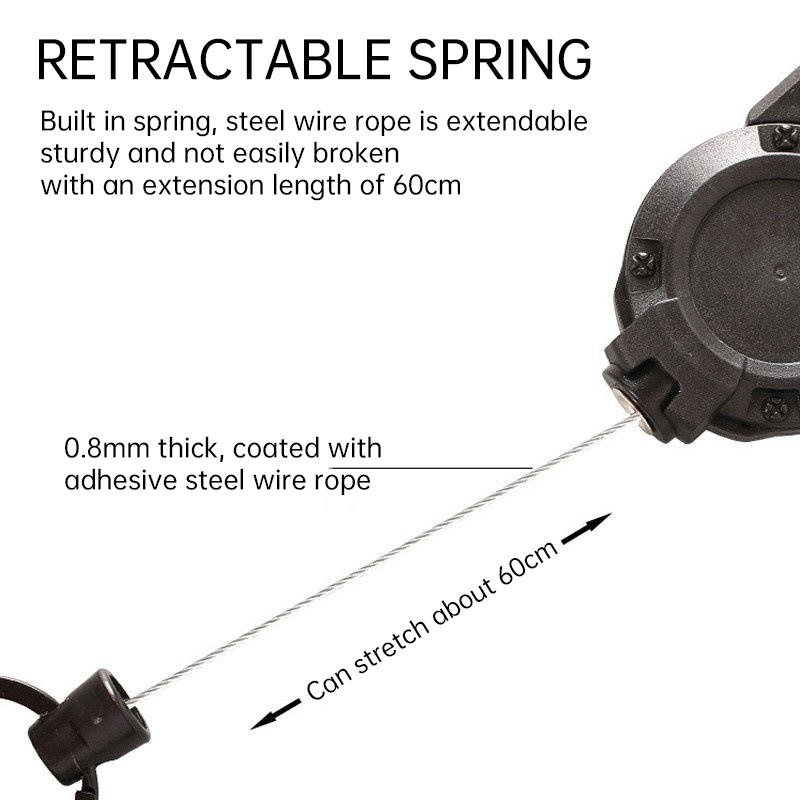 RETRACTABLE SPRING
Built in spring, steel wire rope is extendable
sturdy and not easily broken
with an extension length of 60cm
0.8mm thick, coated with
adhesive steel wire rope
Can stretch about 60cm